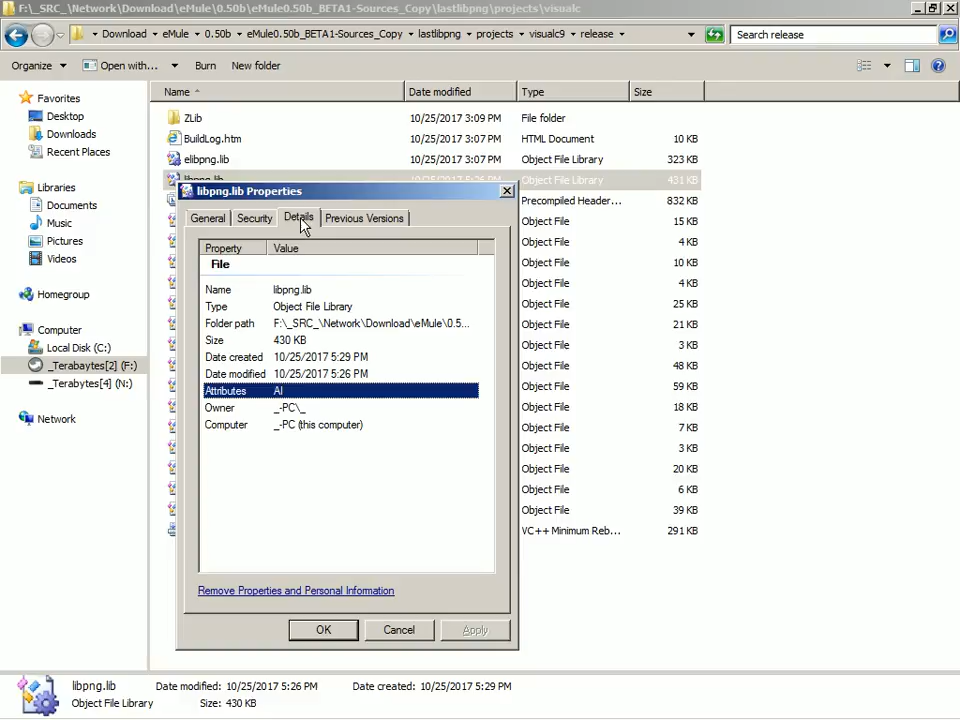 F:\_SRC_\Network\Download\eMule\0.50b\eMule0.50b_BETA1-Sources_Copy\lastlibpng\projects\visualc
Download eMule 0.50b eMule0.50b_BETA1-Sources_Copy lastlibpng projects visualc9 release
Search release
Organize Open with... Burn New folder
Name Date modified Type Size
Favorites
Desktop
Downloads
Recent Places
Libraries
Documents
Music
Pictures
Videos
Homegroup
Computer
Local Disk (C:)
_Terabaytes[2] (F:)
_Terabytes[4] (N:)
Network
ZLib 10/25/2017 3:09 PM File folder
BuildLog.htm 10/25/2017 3:07 PM HTML Document 10 KB
elibpng.lib 10/25/2017 3:07 PM Object File Library 323 KB
Object File Library 431 KB
Precompiled Header... 832 KB
Object File 15 KB
Object File 4 KB
Object File 10 KB
Object File 4 KB
Object File 25 KB
Object File 21 KB
Object File 3 KB
Object File 48 KB
Object File 59 KB
Object File 18 KB
Object File 7 KB
Object File 3 KB
Object File 20 KB
Object File 6 KB
Object File 39 KB
VC++ Minimum Reb... 291 KB
libpng.lib Properties
General Security Details Previous Versions
Property Value
File
Name libpng.lib
Type Object File Library
Folder path F:\_SRC_\Network\Download\eMule\0.5...
Size 430 KB
Date created 10/25/2017 5:29 PM
Date modified 10/25/2017 5:26 PM
Attributes AI
Owner _-PC\_
Computer _-PC (this computer)
Remove Properties and Personal Information
OK Cancel Apply
libpng.lib Date modified: 10/25/2017 5:26 PM Date created: 10/25/2017 5:29 PM
Object File Library Size: 430 KB